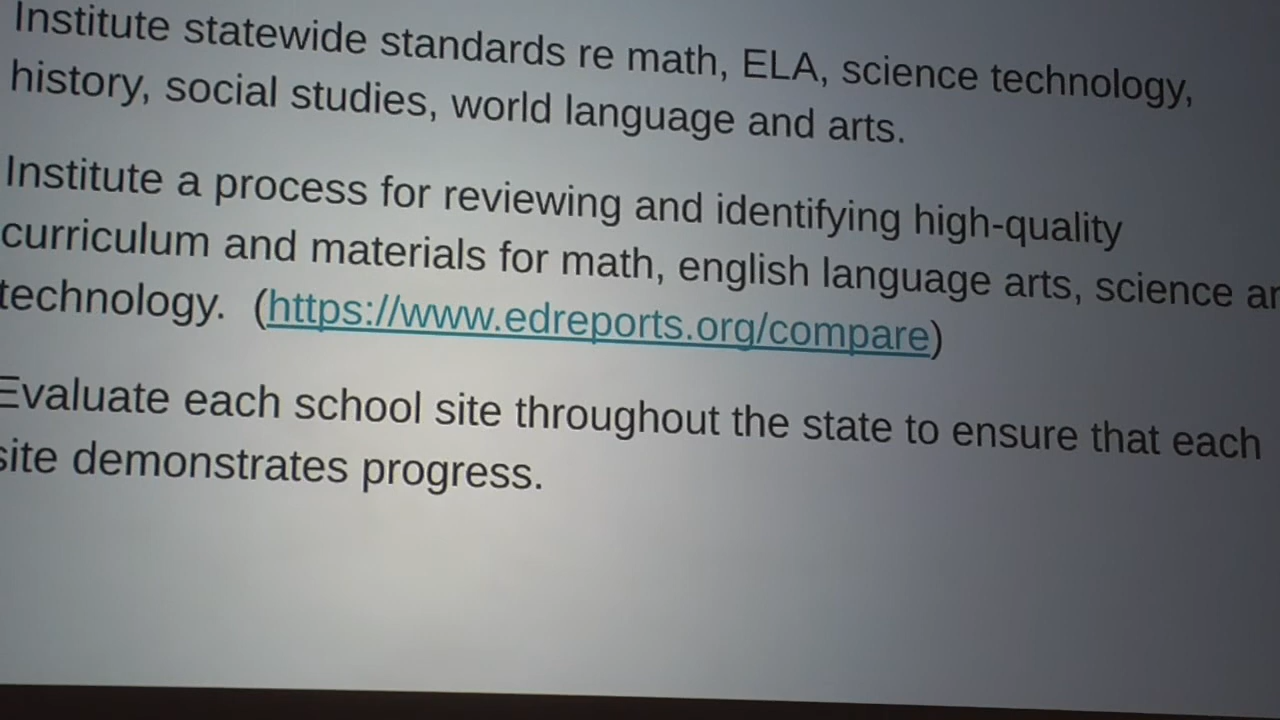 Institute statewide standards re math, ELA, science technology,
history, social studies, world language and arts.
Institute a process for reviewing and identifying high-quality
curriculum and materials for math, english language arts, science
technology. (https://www.edreports.org/compare)
Evaluate each school site throughout the state to ensure that each
site demonstrates progress.